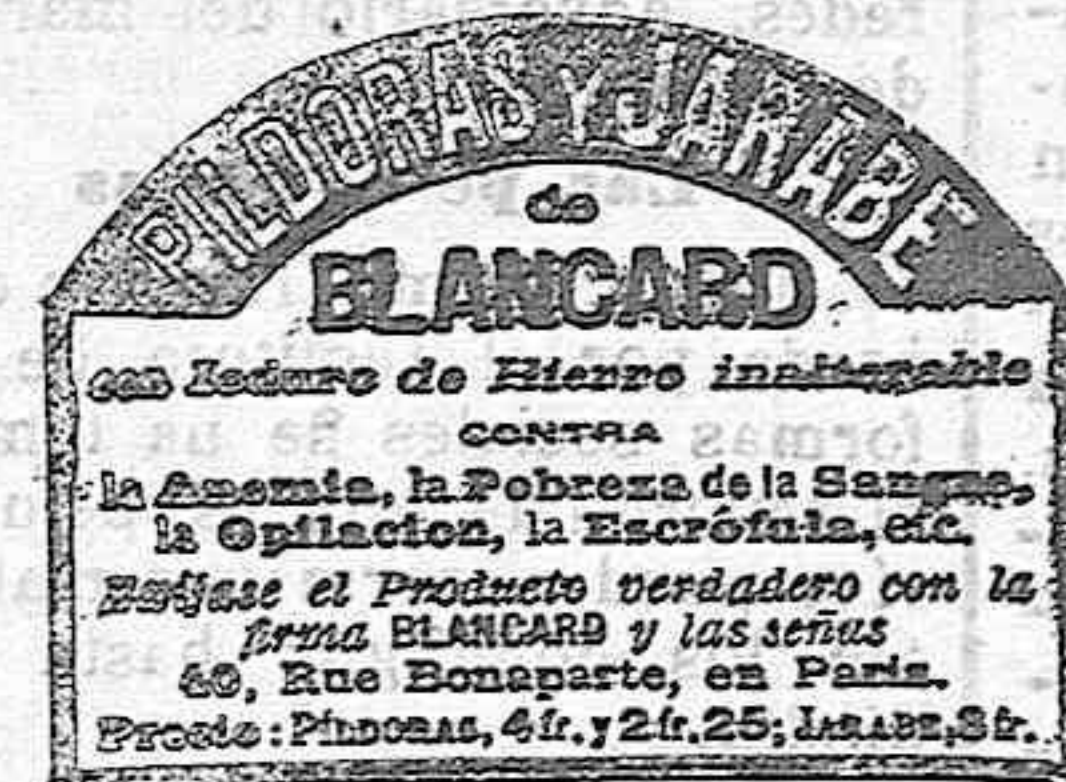 PILDORAS Y JARABE
de
BLANCARD
con Ioduro de Hierro inalterable
CONTRA
la Anemia, la Pobreza de la Sangre,
la Opilacion, la Escrófula, etc.
Exijase el Producto verdadero con la
firma BLANCARD y las señas
40, Rue Bonaparte, en Paris.
Precio: PILDORAS, 4 fr. y 2 fr. 25; JARABE, 3 fr.